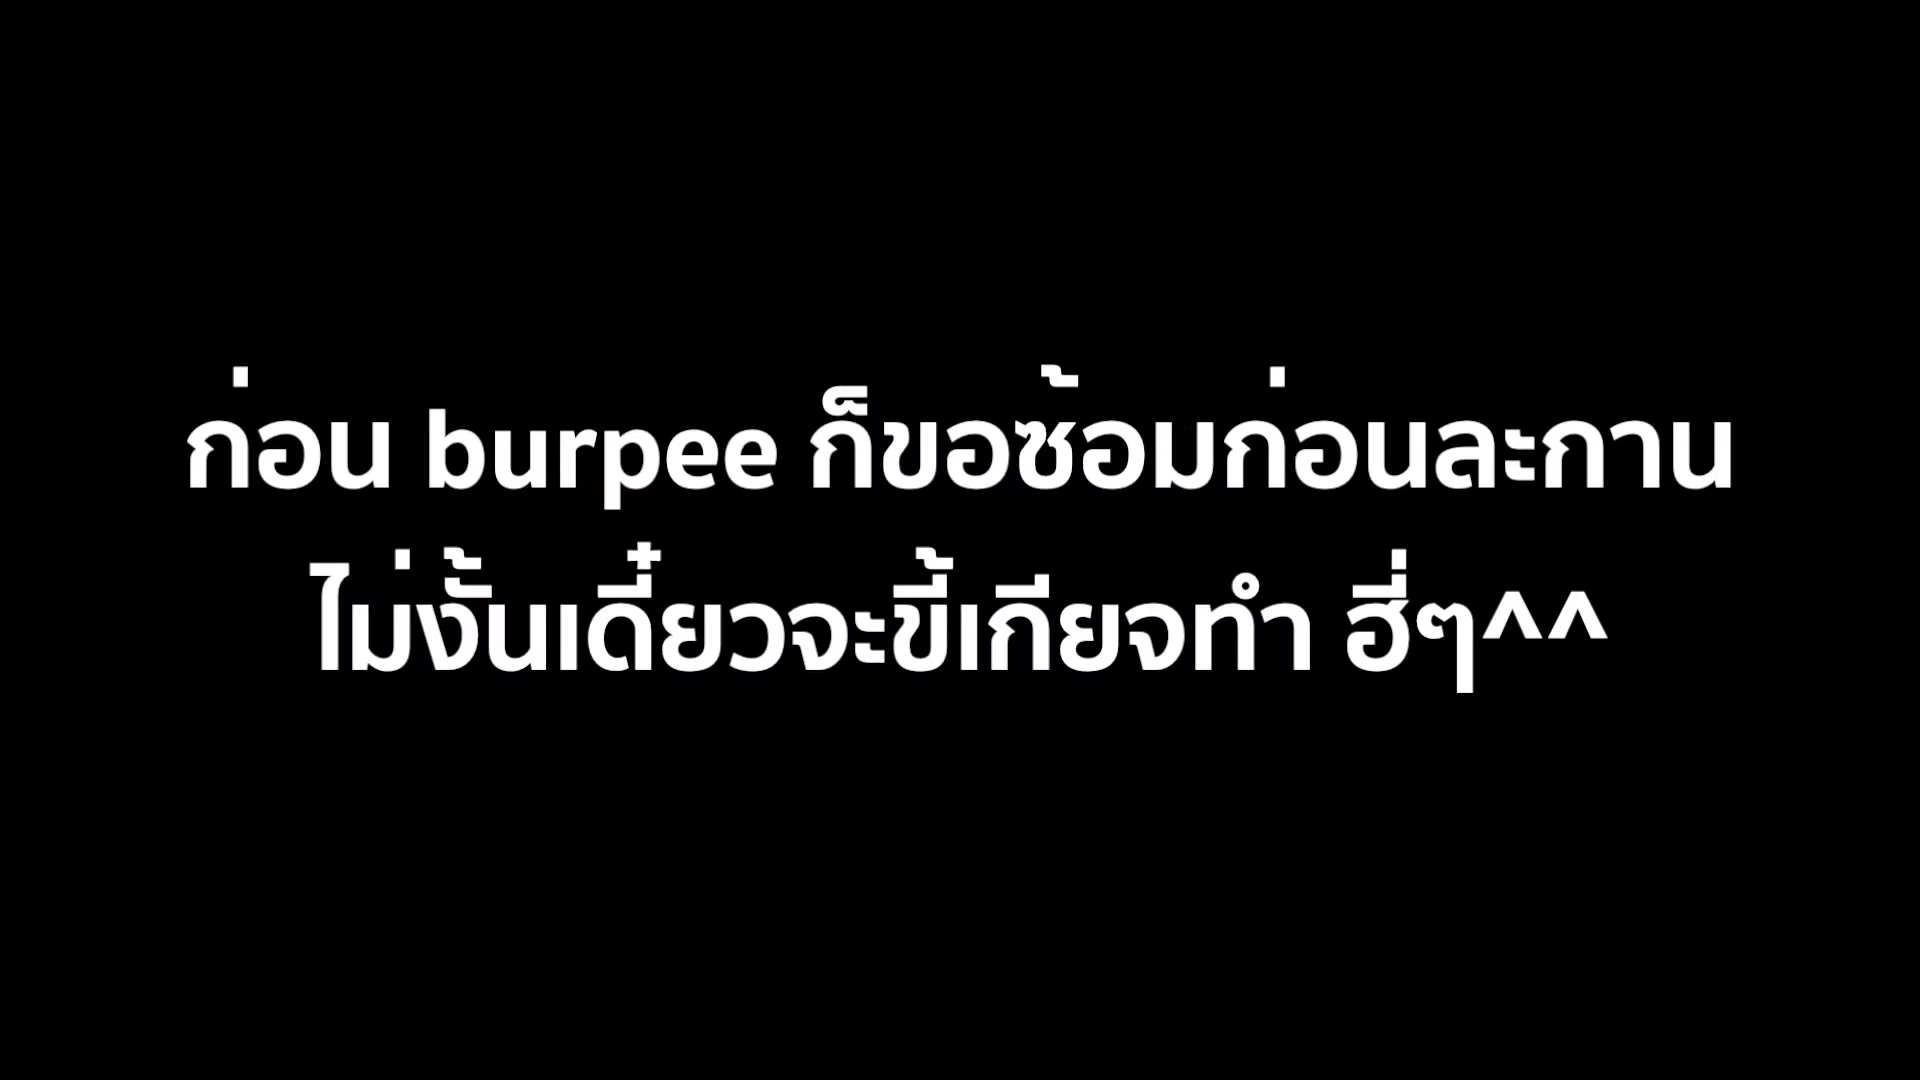 ก่อน burpee ก็ขอซ้อมก่อนละกาน
ไม่งั้นเดี๋ยวจะขี้เกียจทำ ฮี่ๆ^^